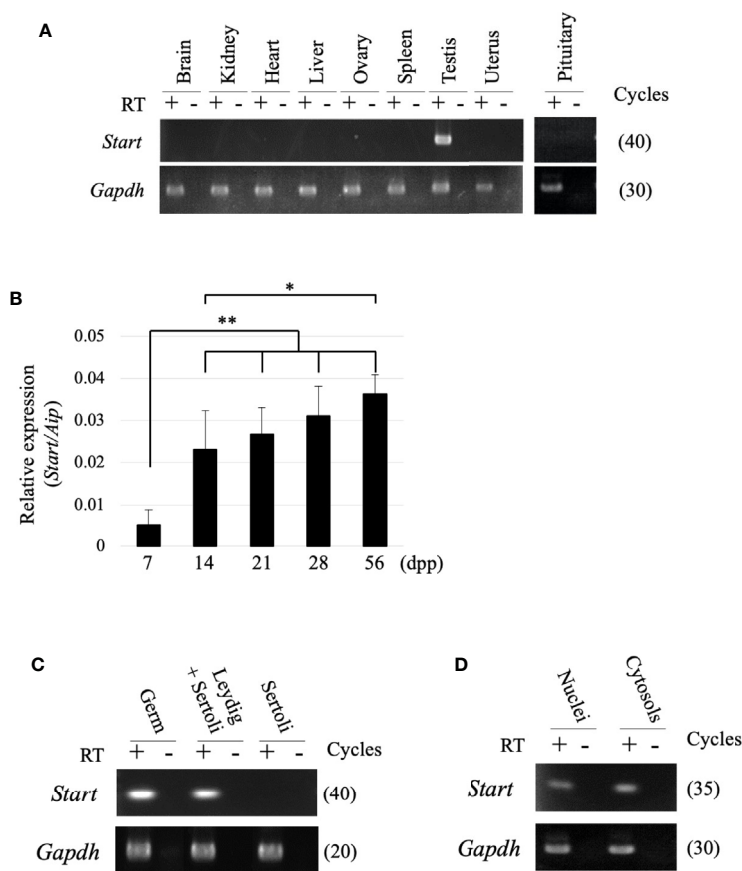 A
Brain Kidney Heart Liver Ovary Spleen Testis Uterus Pituitary
RT + - + - + - + - + - + - + - + - + - Cycles
Start (40)
Gapdh (30)
B
Relative expression
(Start/Aip)
0.05
0.04
0.03
0.02
0.01
0
*
**
7 14 21 28 56 (dpp)
C
Germ Leydig + Sertoli Sertoli
RT + - + - + - Cycles
Start (40)
Gapdh (20)
D
Nuclei Cytosols
RT + - + - Cycles
Start (35)
Gapdh (30)